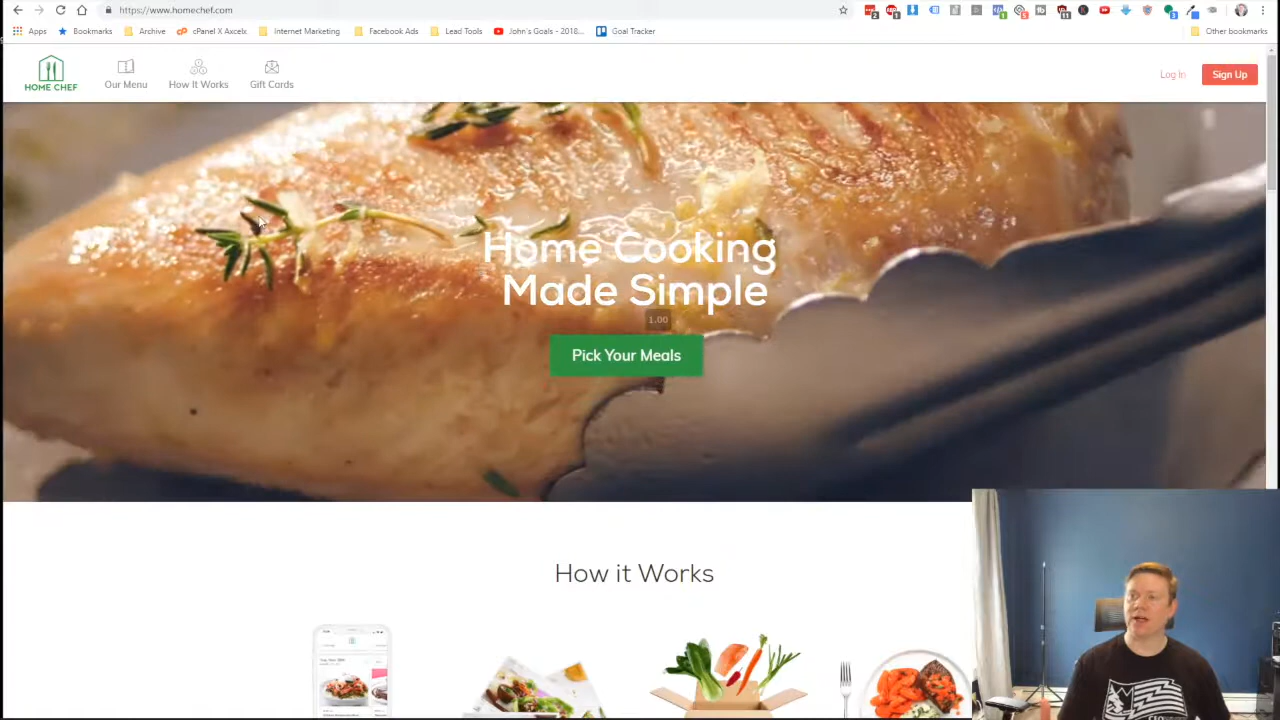 https://www.homechef.com
Apps Bookmarks Archive cPanel X Axcelx Internet Marketing Facebook Ads Lead Tools John's Goals - 2018... Goal Tracker Other bookmarks
HOME CHEF
Our Menu How It Works Gift Cards Log In Sign Up
Home Cooking
Made Simple
1.00
Pick Your Meals
How it Works